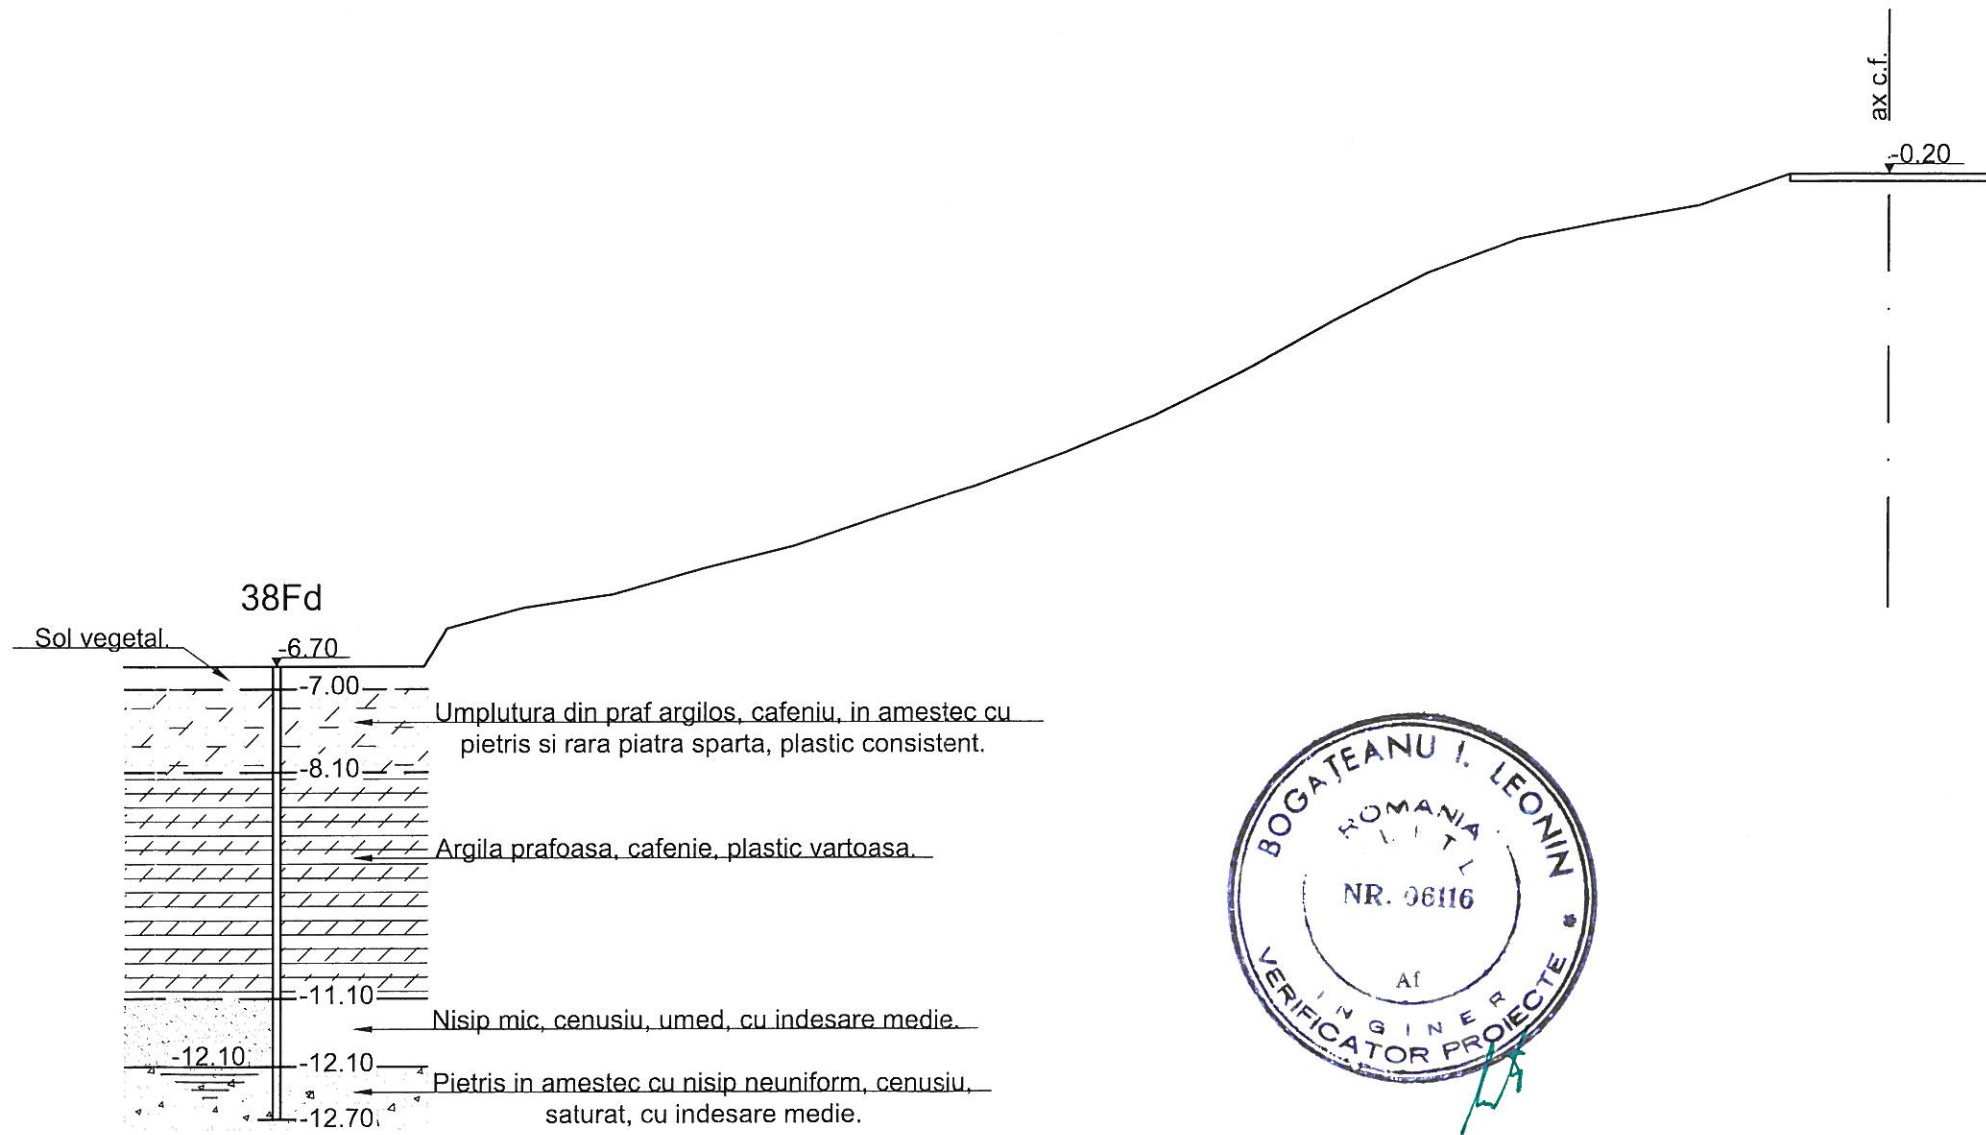 ax c.f.
-0.20
38Fd
Sol vegetal.
-6.70
-7.00
Umplutura din praf argilos, cafeniu, in amestec cu
pietris si rara piatra sparta, plastic consistent.
-8.10
Argila prafoasa, cafenie, plastic vartoasa.
-11.10
Nisip mic, cenusiu, umed, cu indesare medie.
-12.10
-12.10
Pietris in amestec cu nisip neuniform, cenusiu,
saturat, cu indesare medie.
-12.70
BOGAȚEANU I. LEONIN
ROMANIA
NR. 06116
Af
INGINER
VERIFICATOR PROIECTE *